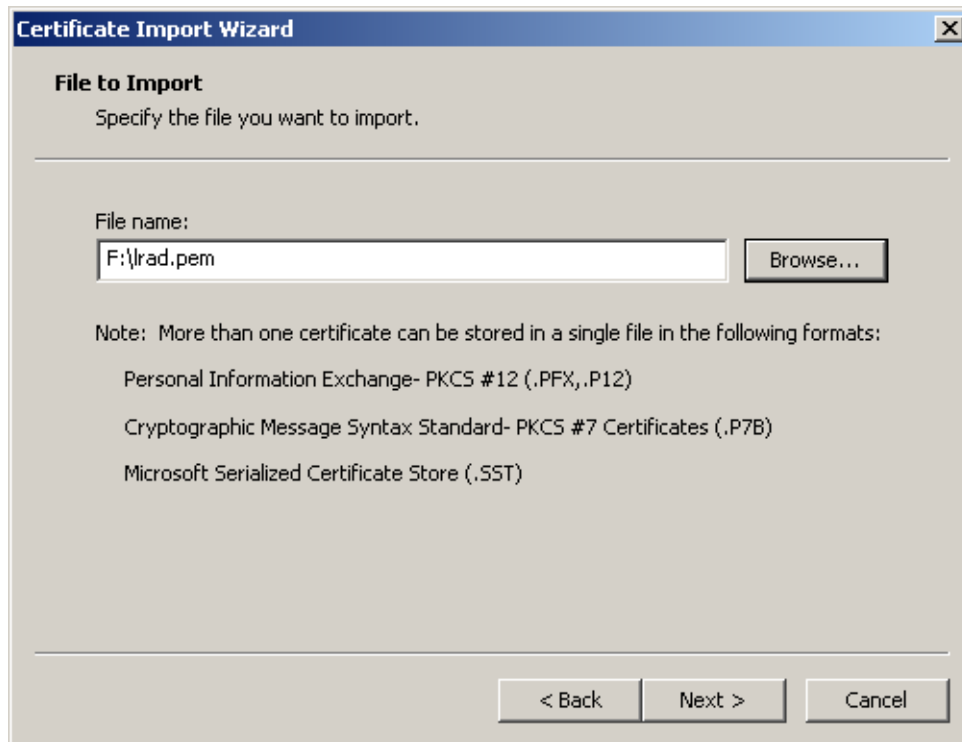 Certificate Import Wizard
File to Import
Specify the file you want to import.
File name:
F:\lrad.pem
Browse...
Note:  More than one certificate can be stored in a single file in the following formats:
Personal Information Exchange- PKCS #12 (.PFX,.P12)
Cryptographic Message Syntax Standard- PKCS #7 Certificates (.P7B)
Microsoft Serialized Certificate Store (.SST)
< Back
Next >
Cancel